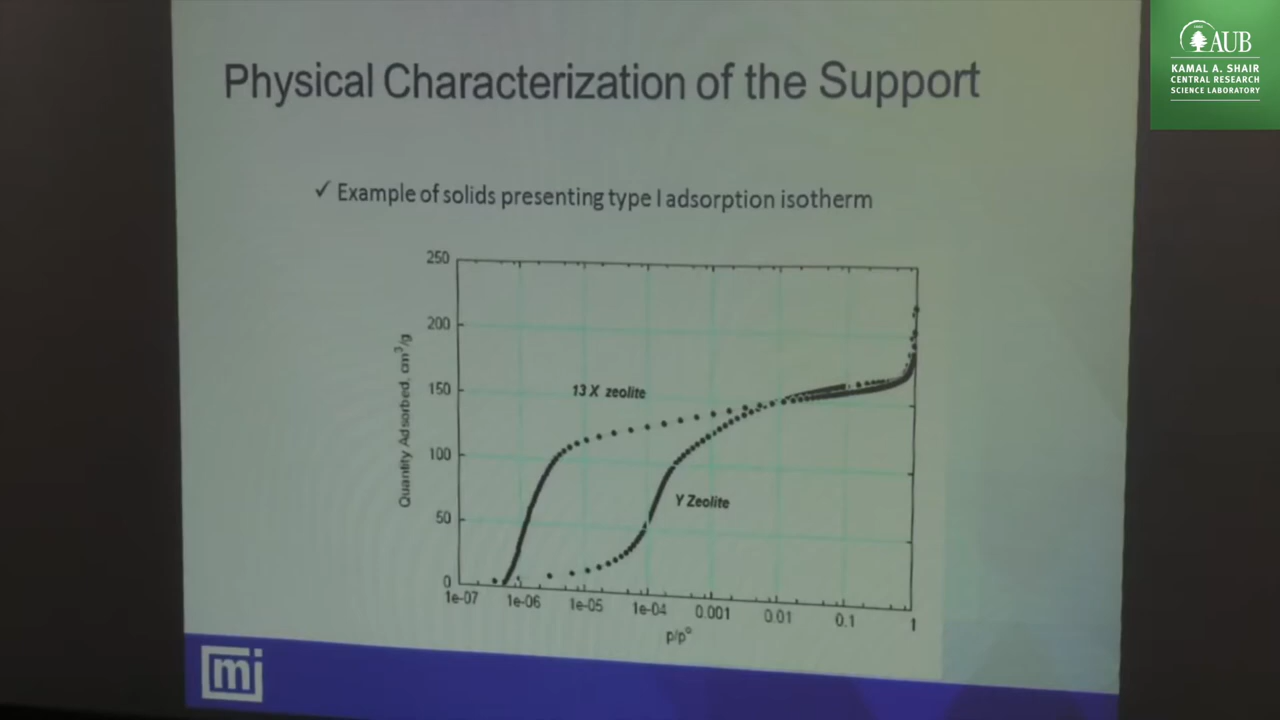 AUB
KAMAL A. SHAIR
CENTRAL RESEARCH
SCIENCE LABORATORY
Physical Characterization of the Support
✓ Example of solids presenting type I adsorption isotherm
250
200
150
100
50
0
Quantity Adsorbed, cm³/g
13 X zeolite
Y Zeolite
1e-07 1e-06 1e-05 1e-04 0.001 0.01 0.1 1
p/p°
mi